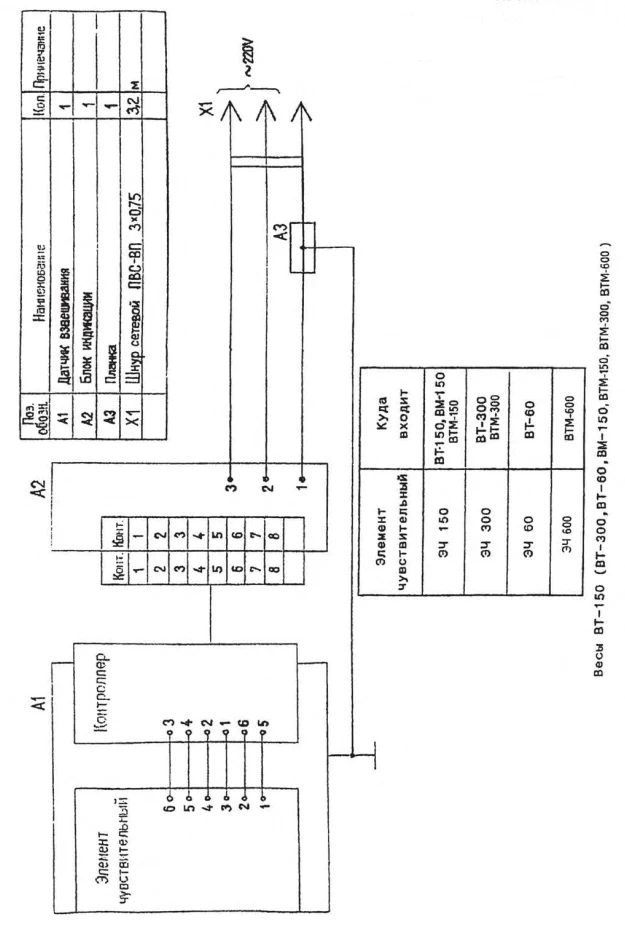 Поз. обозн. Наименование Кол. Примечание
А1 Датчик взвешивания 1
А2 Блок индикации 1
А3 Планка 1
Х1 Шнур сетевой ПВС-ВП 3×0,75 3,2 м
А1
Элемент
чувствительный
Контроллер
6 3
5 4
4 2
3 1
2 6
1 5
А2
Конт. Конт.
1 1
2 2
3 3
4 4
5 5
6 6
7 7
8 8
3
2
1
А3
Х1
~220V
Элемент чувствительный Куда входит
ЭЧ 150 ВТ-150, ВМ-150
ВТМ-150
ЭЧ 300 ВТ-300
ВТМ-300
ЭЧ 60 ВТ-60
ЭЧ 600 ВТМ-600
Весы ВТ-150 (ВТ-300, ВТ-60, ВМ-150, ВТМ-150, ВТМ-300, ВТМ-600)